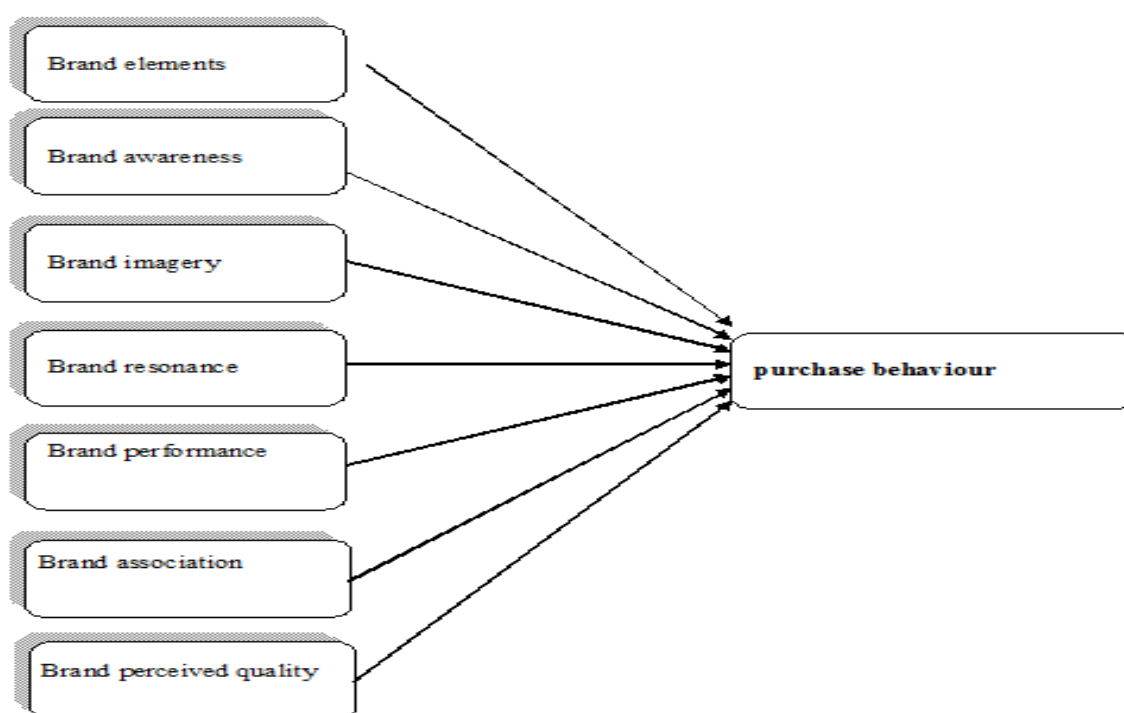 Brand elements
Brand awareness
Brand imagery
Brand resonance
purchase behaviour
Brand performance
Brand association
Brand perceived quality